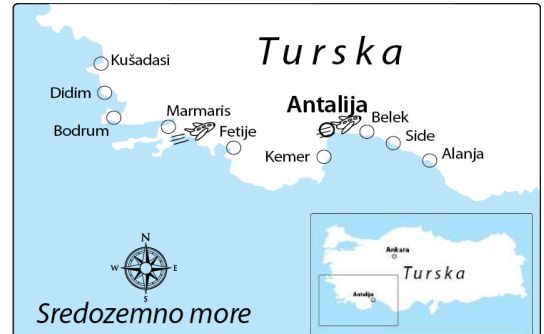 Turska
Kušadasi
Didim
Bodrum
Marmaris
Fetije
Antalija
Belek
Side
Kemer
Alanja
N
W
E
S
Sredozemno more
Ankara
Turska
Antalija